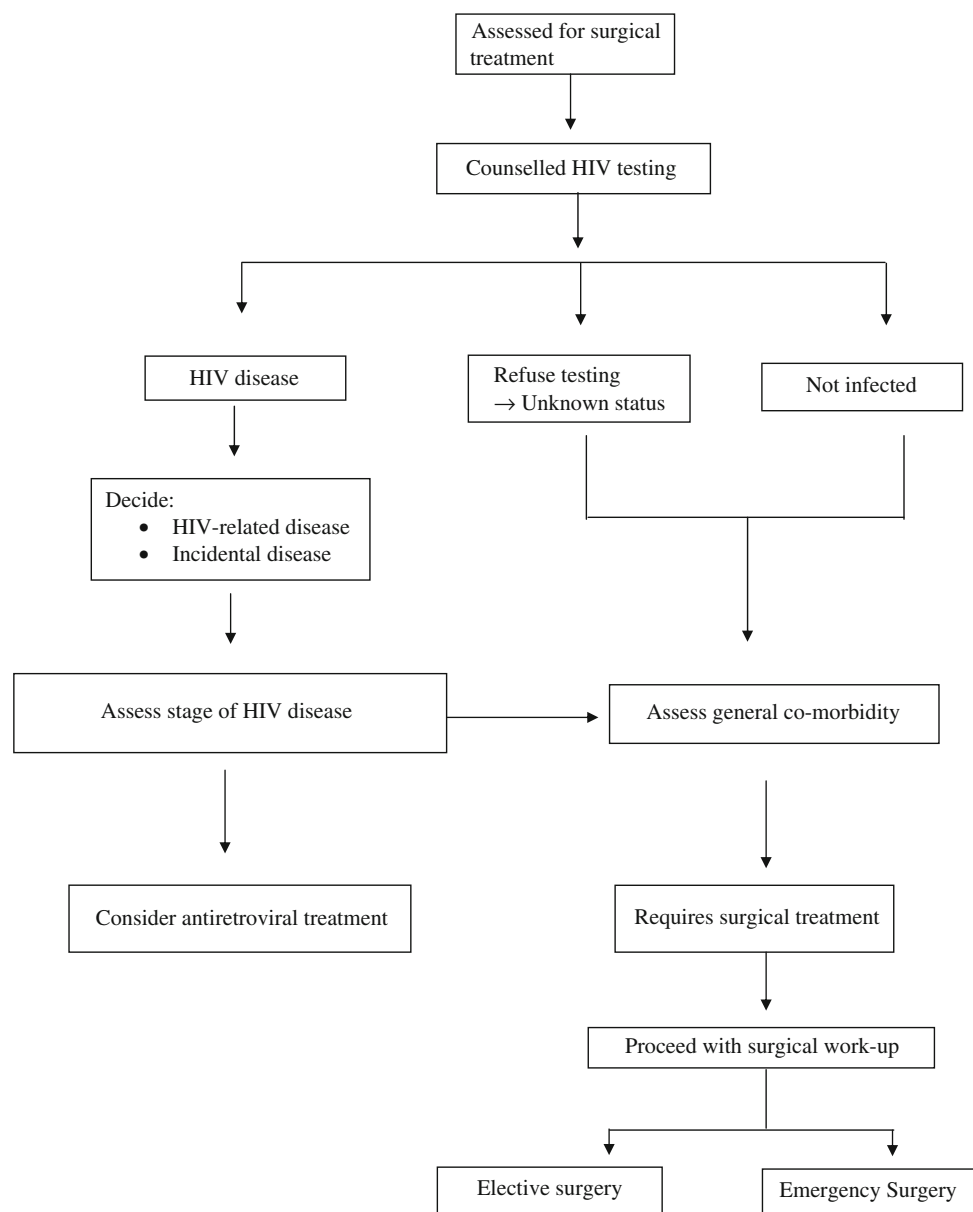 Assessed for surgical
treatment
Counselled HIV testing
HIV disease
Refuse testing
→ Unknown status
Not infected
Decide:
• HIV-related disease
• Incidental disease
Assess stage of HIV disease
Assess general co-morbidity
Consider antiretroviral treatment
Requires surgical treatment
Proceed with surgical work-up
Elective surgery
Emergency Surgery